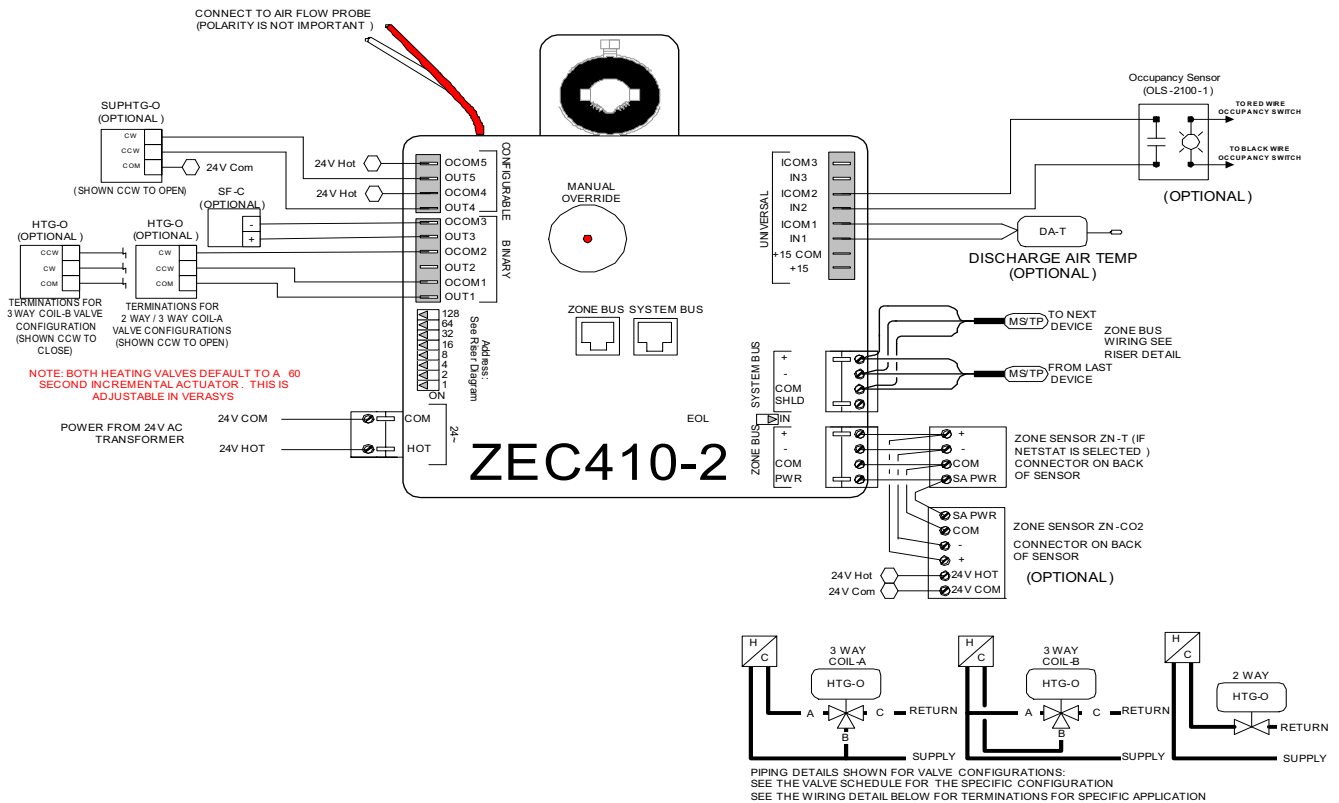 CONNECT TO AIR FLOW PROBE
(POLARITY IS NOT IMPORTANT )
SUPHTG-O
(OPTIONAL )
CW
CCW
COM
24V Com
(SHOWN CCW TO OPEN)
SF-C
(OPTIONAL)
-
+
HTG-O
(OPTIONAL )
CCW
CW
COM
HTG-O
(OPTIONAL )
CCW
CW
COM
TERMINATIONS FOR
3 WAY COIL-B VALVE
CONFIGURATION
(SHOWN CCW TO
CLOSE)
TERMINATIONS FOR
2 WAY / 3 WAY COIL-A
VALVE CONFIGURATIONS
(SHOWN CCW TO OPEN)
NOTE: BOTH HEATING VALVES DEFAULT TO A 60
SECOND INCREMENTAL ACTUATOR . THIS IS
ADJUSTABLE IN VERASYS
24V Hot
24V Hot
OCOM5
OUT5
OCOM4
OUT4
OCOM3
OUT3
OCOM2
OUT2
OCOM1
OUT1
CONFIGURABLE
BINARY
128
64
32
16
8
4
2
1
ON
Address:
See Riser Diagram
POWER FROM 24V AC
TRANSFORMER
24V COM
24V HOT
COM
HOT
24~
MANUAL
OVERRIDE
ZONE BUS
SYSTEM BUS
ZEC410-2
UNIVERSAL
ICOM3
IN3
ICOM2
IN2
ICOM1
IN1
+15 COM
+15
Occupancy Sensor
(OLS-2100-1)
TO RED WIRE
OCCUPANCY SWITCH
TO BLACK WIRE
OCCUPANCY SWITCH
(OPTIONAL)
DA-T
DISCHARGE AIR TEMP
(OPTIONAL)
SYSTEM BUS
+
-
COM
SHLD
EOL
IN
ZONE BUS
+
-
COM
PWR
MS/TP
TO NEXT
DEVICE
MS/TP
FROM LAST
DEVICE
ZONE BUS
WIRING SEE
RISER DETAIL
+
-
COM
SA PWR
ZONE SENSOR ZN-T (IF
NETSTAT IS SELECTED )
CONNECTOR ON BACK
OF SENSOR
SA PWR
COM
-
+
24V HOT
24V COM
ZONE SENSOR ZN-CO2
CONNECTOR ON BACK
OF SENSOR
(OPTIONAL )
24V Hot
24V Com
H
C
3 WAY
COIL-A
HTG-O
A
C
B
RETURN
SUPPLY
H
C
3 WAY
COIL-B
HTG-O
A
C
B
RETURN
SUPPLY
H
C
2 WAY
HTG-O
RETURN
SUPPLY
PIPING DETAILS SHOWN FOR VALVE CONFIGURATIONS:
SEE THE VALVE SCHEDULE FOR THE SPECIFIC CONFIGURATION
SEE THE WIRING DETAIL BELOW FOR TERMINATIONS FOR SPECIFIC APPLICATION